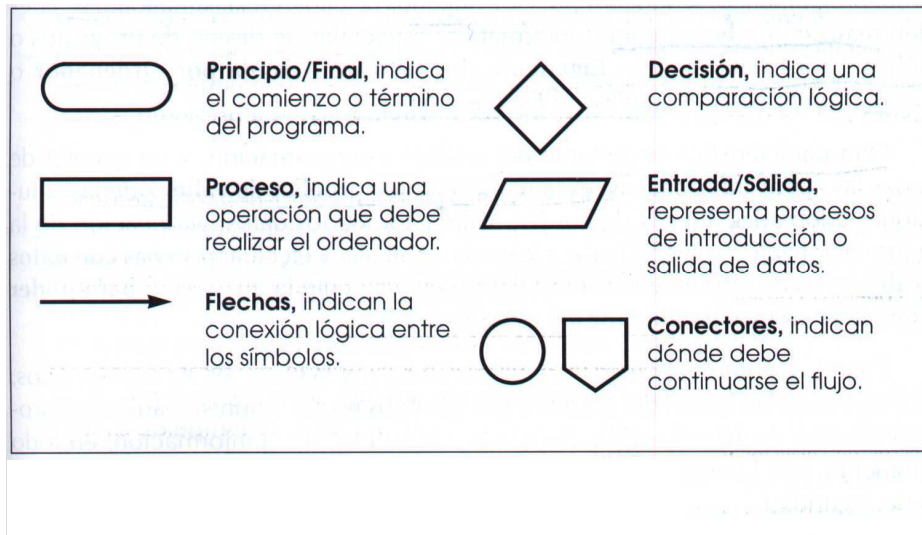 Principio/Final, indica
el comienzo o término
del programa.
Proceso, indica una
operación que debe
realizar el ordenador.
Flechas, indican la
conexión lógica entre
los símbolos.
Decisión, indica una
comparación lógica.
Entrada/Salida,
representa procesos
de introducción o
salida de datos.
Conectores, indican
dónde debe
continuarse el flujo.